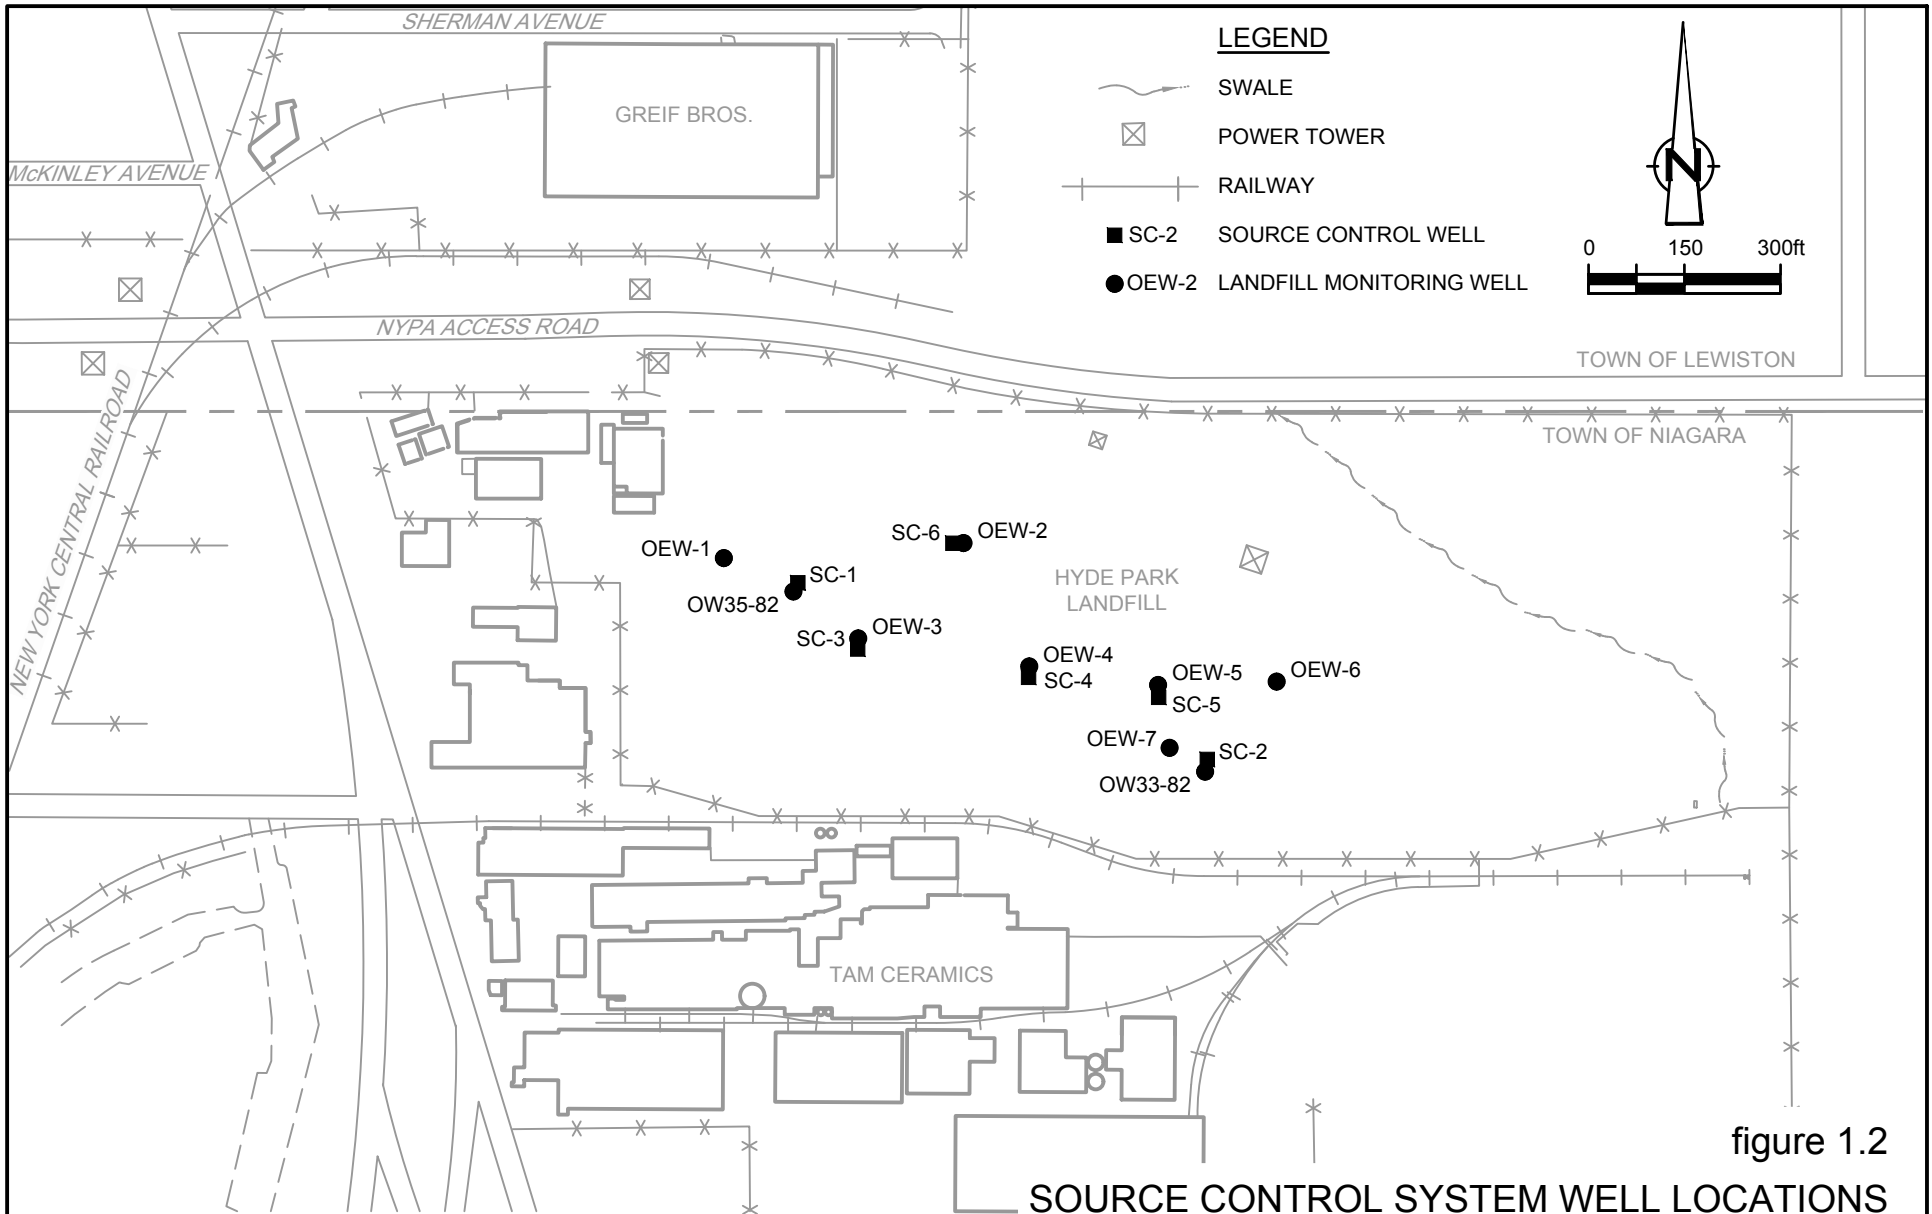 SHERMAN AVENUE
LEGEND
SWALE
GREIF BROS.
POWER TOWER
McKINLEY AVENUE
N
RAILWAY
SC-2 SOURCE CONTROL WELL
0 150 300ft
OEW-2 LANDFILL MONITORING WELL
NYPA ACCESS ROAD
TOWN OF LEWISTON
NEW YORK CENTRAL RAILROAD
TOWN OF NIAGARA
SC-6 OEW-2
OEW-1
SC-1
HYDE PARK
LANDFILL
OW35-82
OEW-3
SC-3
OEW-4
SC-4
OEW-5
OEW-6
SC-5
OEW-7
SC-2
OW33-82
TAM CERAMICS
figure 1.2
SOURCE CONTROL SYSTEM WELL LOCATIONS